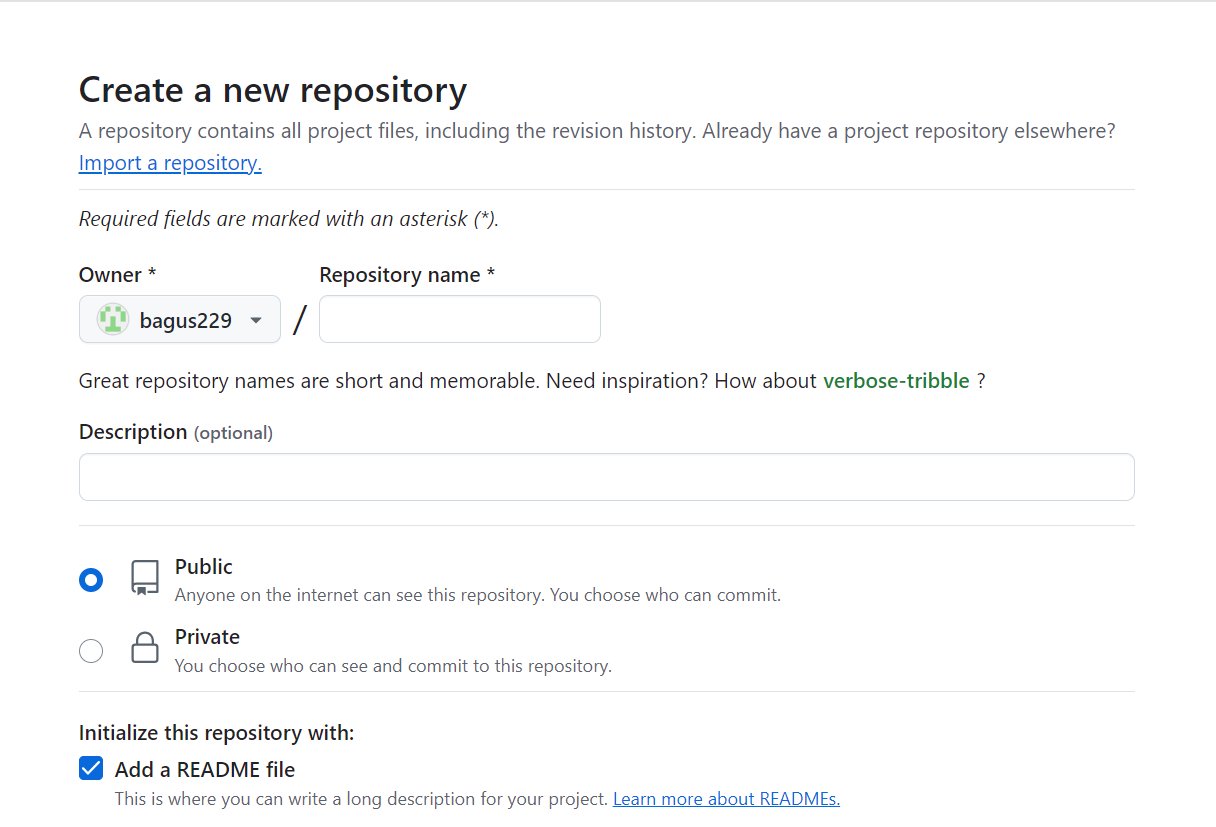 Create a new repository
A repository contains all project files, including the revision history. Already have a project repository elsewhere?
Import a repository.
Required fields are marked with an asterisk (*).
Owner * Repository name *
bagus229 /
Great repository names are short and memorable. Need inspiration? How about verbose-tribble ?
Description (optional)
Public
Anyone on the internet can see this repository. You choose who can commit.
Private
You choose who can see and commit to this repository.
Initialize this repository with:
Add a README file
This is where you can write a long description for your project. Learn more about READMEs.